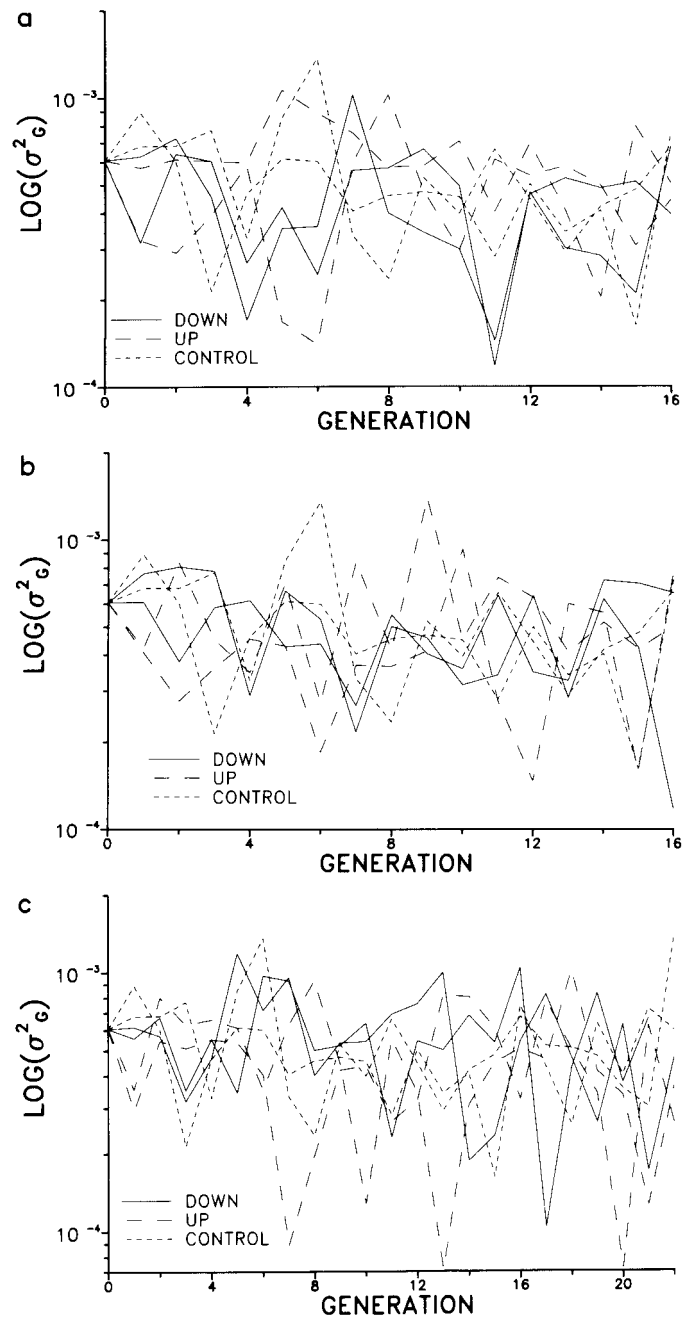 a
LOG(σ²G)
10⁻³
10⁻⁴
DOWN
UP
CONTROL
0 4 8 12 16
GENERATION
b
LOG(σ²G)
10⁻³
10⁻⁴
DOWN
UP
CONTROL
0 4 8 12 16
GENERATION
c
LOG(σ²G)
10⁻³
10⁻⁴
DOWN
UP
CONTROL
0 4 8 12 16 20
GENERATION